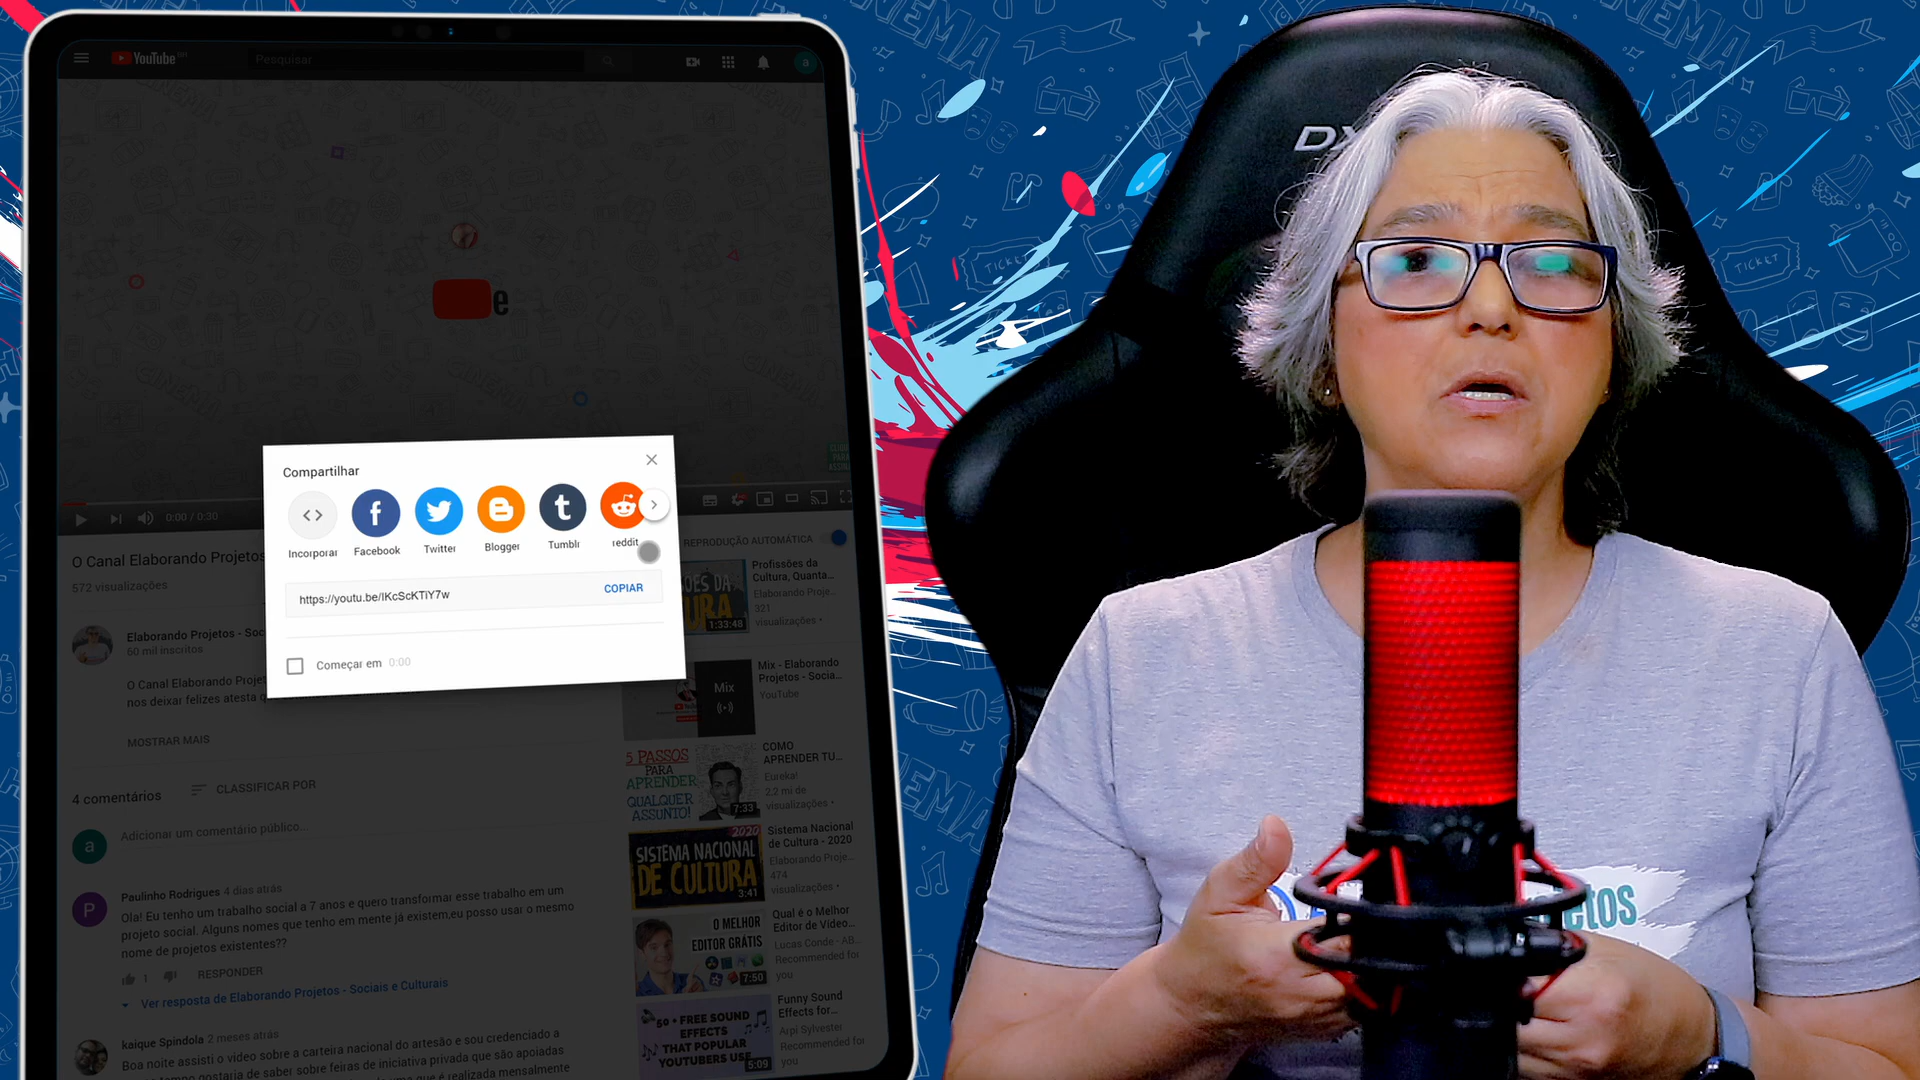 YouTube
Pesquisar
a
e
0:00 / 0:30
Compartilhar
Incorporar
Facebook
Twitter
Blogger
Tumblr
reddit
https://youtu.be/IKcScKTiY7w
COPIAR
Começar em 0:00
O Canal Elaborando Projetos
572 visualizações
Elaborando Projetos - Soc
60 mil inscritos
O Canal Elaborando Projet
nos deixar felizes atesta q
MOSTRAR MAIS
4 comentários
CLASSIFICAR POR
a
Adicionar um comentário público...
P
Paulinho Rodrigues 4 dias atrás
Ola! Eu tenho um trabalho social a 7 anos e quero transformar esse trabalho em um
projeto social. Alguns nomes que tenho em mente já existem,eu posso usar o mesmo
nome de projetos existentes??
1
RESPONDER
Ver resposta de Elaborando Projetos - Sociais e Culturais
kaique Spindola 2 meses atrás
Boa noite assisti o video sobre a carteira nacional do artesão e sou credenciado a
REPRODUÇÃO AUTOMÁTICA
1:33:48
Profissões da
Cultura, Quanta...
Elaborando Proje...
321
visualizações •
Mix
Mix - Elaborando
Projetos - Socia...
YouTube
5 PASSOS
PARA
APRENDER
QUALQUER
ASSUNTO!
7:33
COMO
APRENDER TU...
Eureka!
2,2 mi de
visualizações •
2020
SISTEMA NACIONAL
DE CULTURA
3:41
Sistema Nacional
de Cultura - 2020
Elaborando Proje...
474
visualizações •
O MELHOR
EDITOR GRÁTIS
7:50
Qual é o Melhor
Editor de Vídeo...
Lucas Conde - AB...
Recommended for
you
50 + FREE SOUND
EFFECTS
THAT POPULAR
YOUTUBERS USE
5:09
Funny Sound
Effects for...
Arpi Sylvester
Recommended for
you
CINEMA
TICKET
TICKET
DX
etos